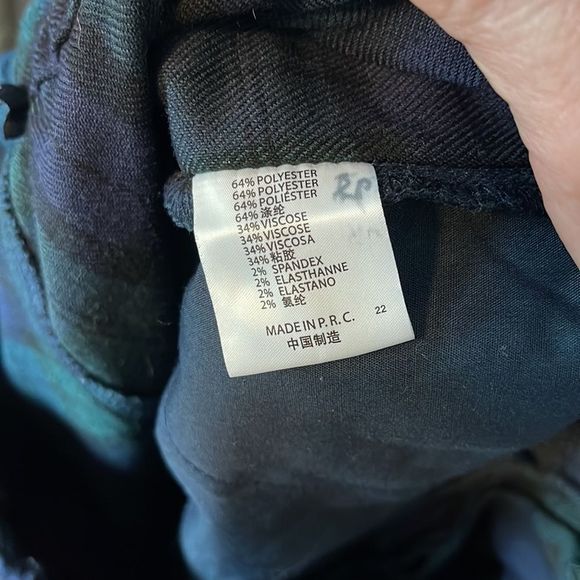 64% POLYESTER
64% POLYESTER
64% POLIÉSTER
64% 涤纶
34% VISCOSE
34% VISCOSE
34% VISCOSA
34% 粘胶
2% SPANDEX
2% ELASTHANNE
2% ELASTANO
2% 氨纶
MADE IN P. R. C. 22
中国制造